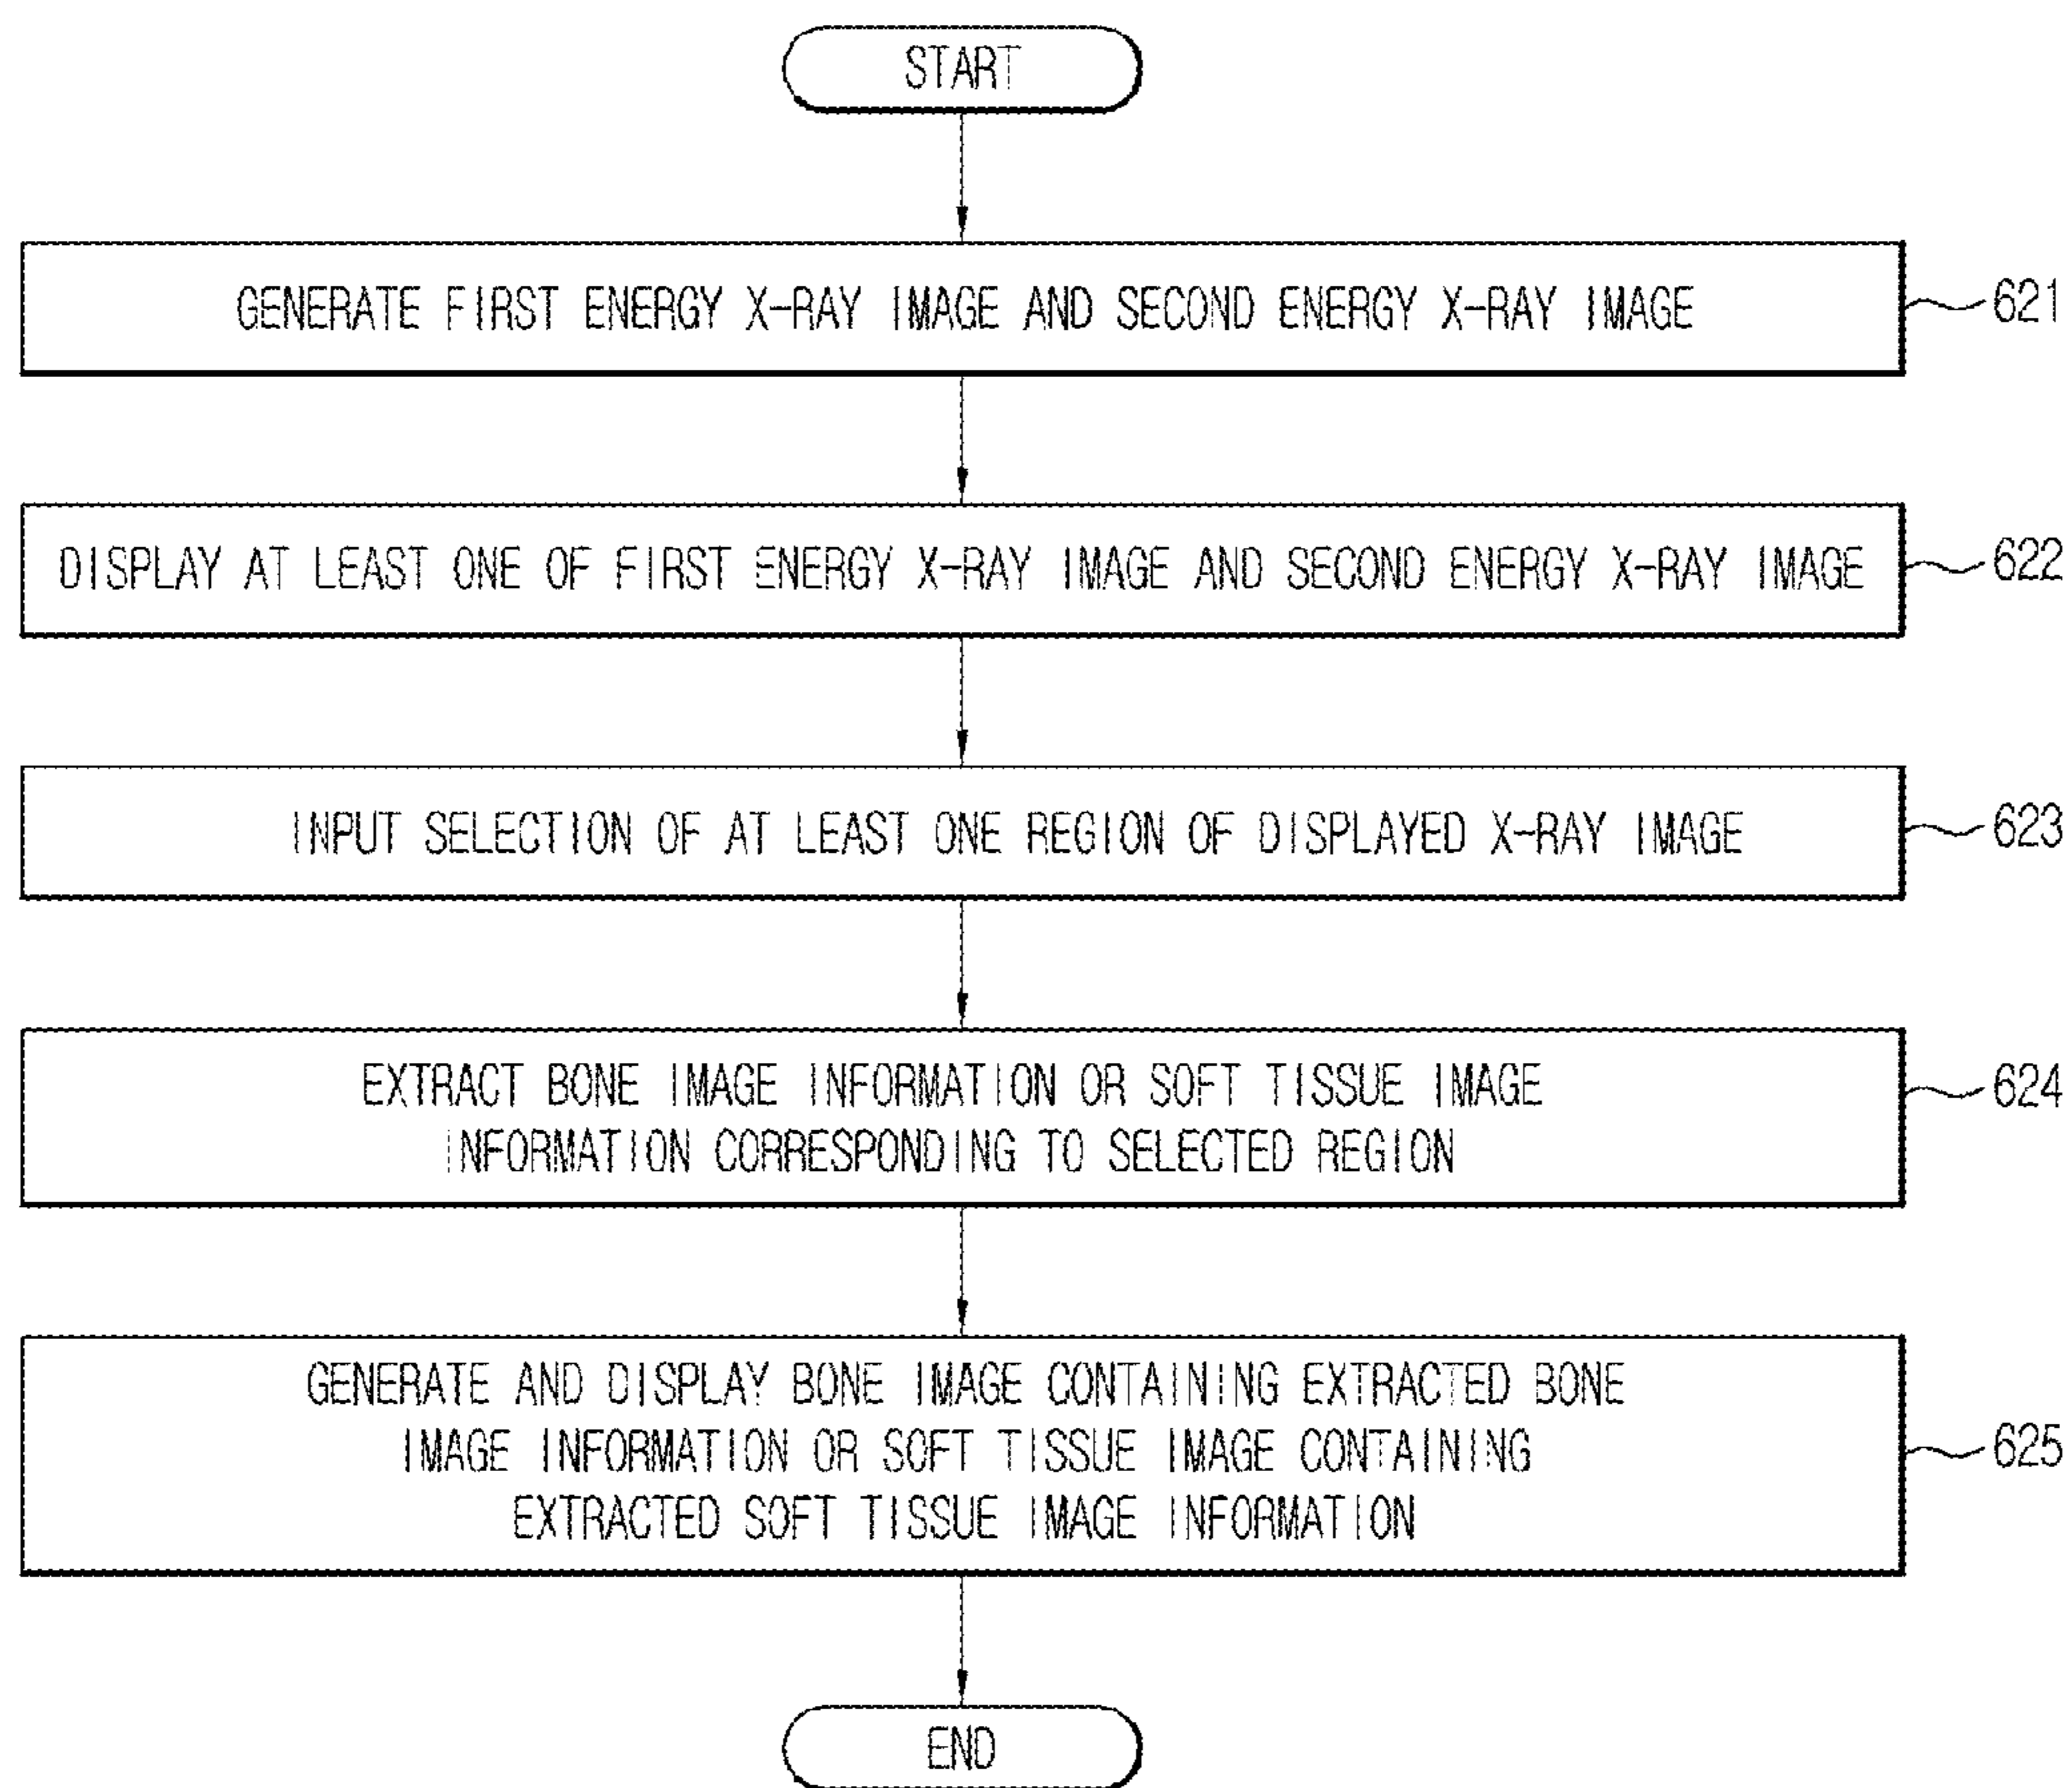 START
GENERATE FIRST ENERGY X-RAY IMAGE AND SECOND ENERGY X-RAY IMAGE
621
DISPLAY AT LEAST ONE OF FIRST ENERGY X-RAY IMAGE AND SECOND ENERGY X-RAY IMAGE
622
INPUT SELECTION OF AT LEAST ONE REGION OF DISPLAYED X-RAY IMAGE
623
EXTRACT BONE IMAGE INFORMATION OR SOFT TISSUE IMAGE
INFORMATION CORRESPONDING TO SELECTED REGION
624
GENERATE AND DISPLAY BONE IMAGE CONTAINING EXTRACTED BONE
IMAGE INFORMATION OR SOFT TISSUE IMAGE CONTAINING
EXTRACTED SOFT TISSUE IMAGE INFORMATION
625
END